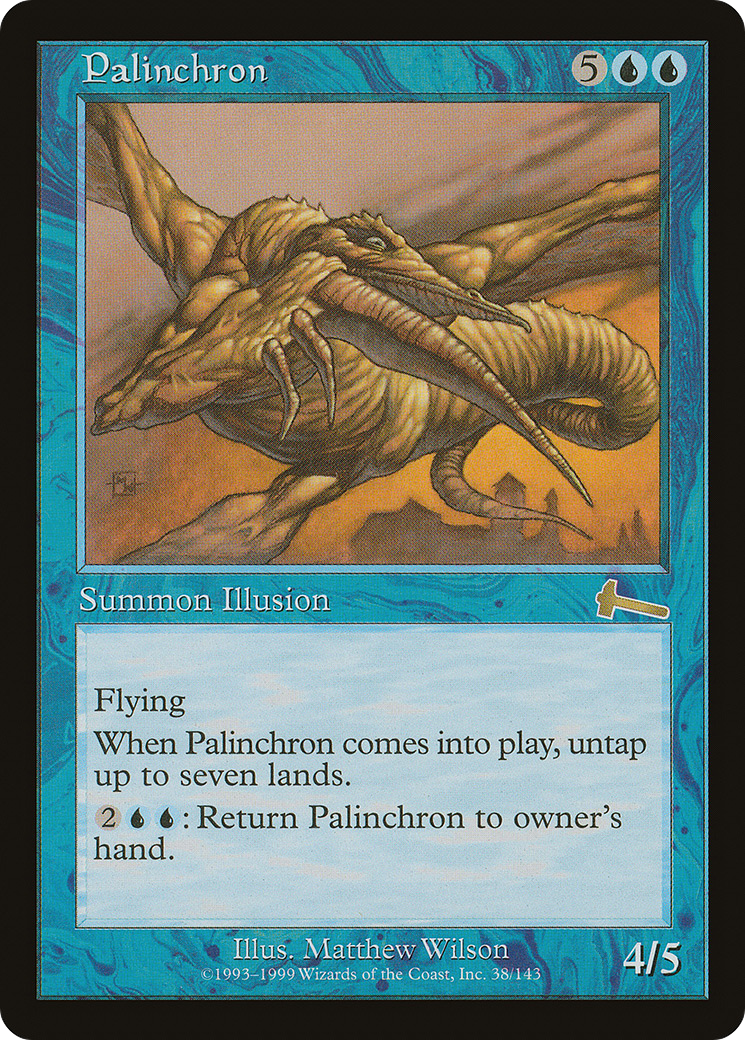 Palinchron 5
Summon Illusion
Flying
When Palinchron comes into play, untap
up to seven lands.
2 : Return Palinchron to owner's
hand.
Illus. Matthew Wilson
©1993–1999 Wizards of the Coast, Inc. 38/143
4/5